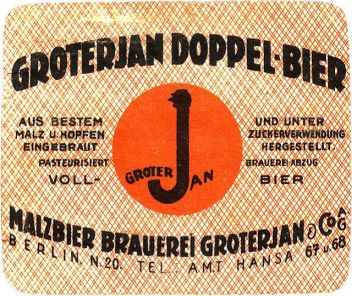 GROTERJAN DOPPEL-BIER
AUS BESTEM
MALZ U. HOPFEN
EINGEBRAUT
PASTEURISIERT
VOLL-
GROTER JAN
UND UNTER
ZUCKERVERWENDUNG
HERGESTELLT.
BRAUEREI-ABZUG
BIER
MALZBIER BRAUEREI GROTERJAN & Co AG
BERLIN N.20. TEL. AMT HANSA 67 u. 68